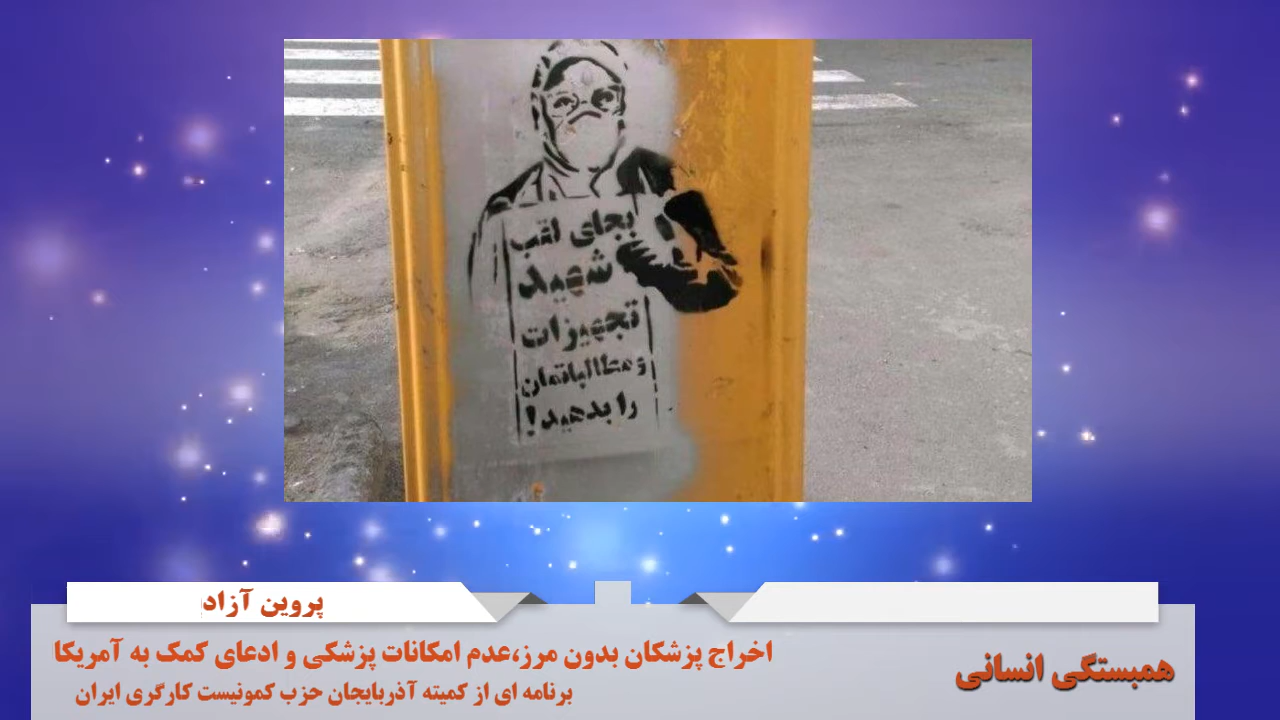 بجای لقب
شهید
تجهیزات
و مطالباتمان
را بدهید!
پروین آزاد
اخراج پزشکان بدون مرز،عدم امکانات پزشکی و ادعای کمک به آمریکا
همبستگی انسانی
برنامه ای از کمیته آذربایجان حزب کمونیست کارگری ایران